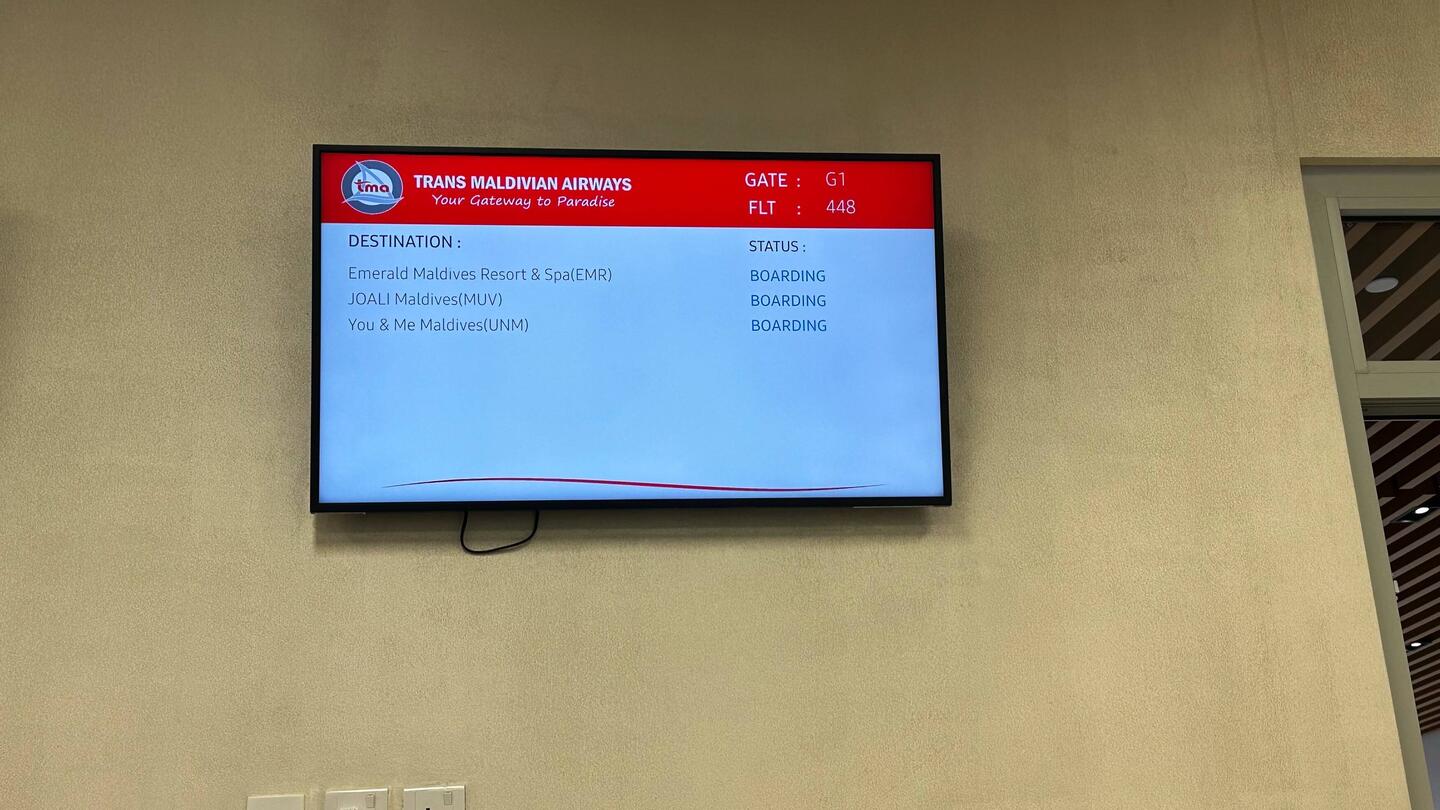 tma
TRANS MALDIVIAN AIRWAYS
Your Gateway to Paradise
GATE : G1
FLT : 448
DESTINATION : STATUS :
Emerald Maldives Resort & Spa(EMR) BOARDING
JOALI Maldives(MUV) BOARDING
You & Me Maldives(UNM) BOARDING